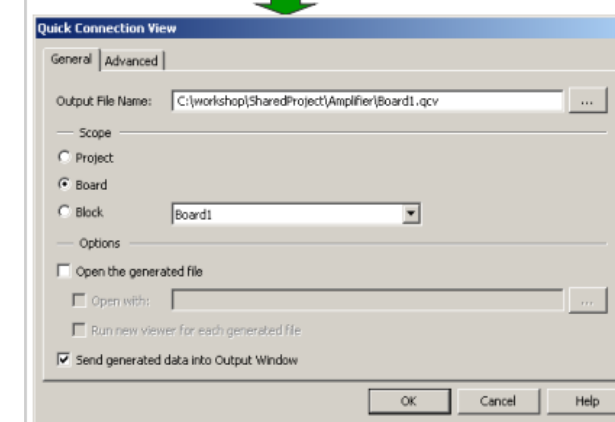 Quick Connection View
General Advanced
Output File Name: C:\workshop\SharedProject\Amplifier\Board1.qcv ...
Scope
Project
Board
Block Board1
Options
Open the generated file
Open with: ...
Run new viewer for each generated file
Send generated data into Output Window
OK Cancel Help